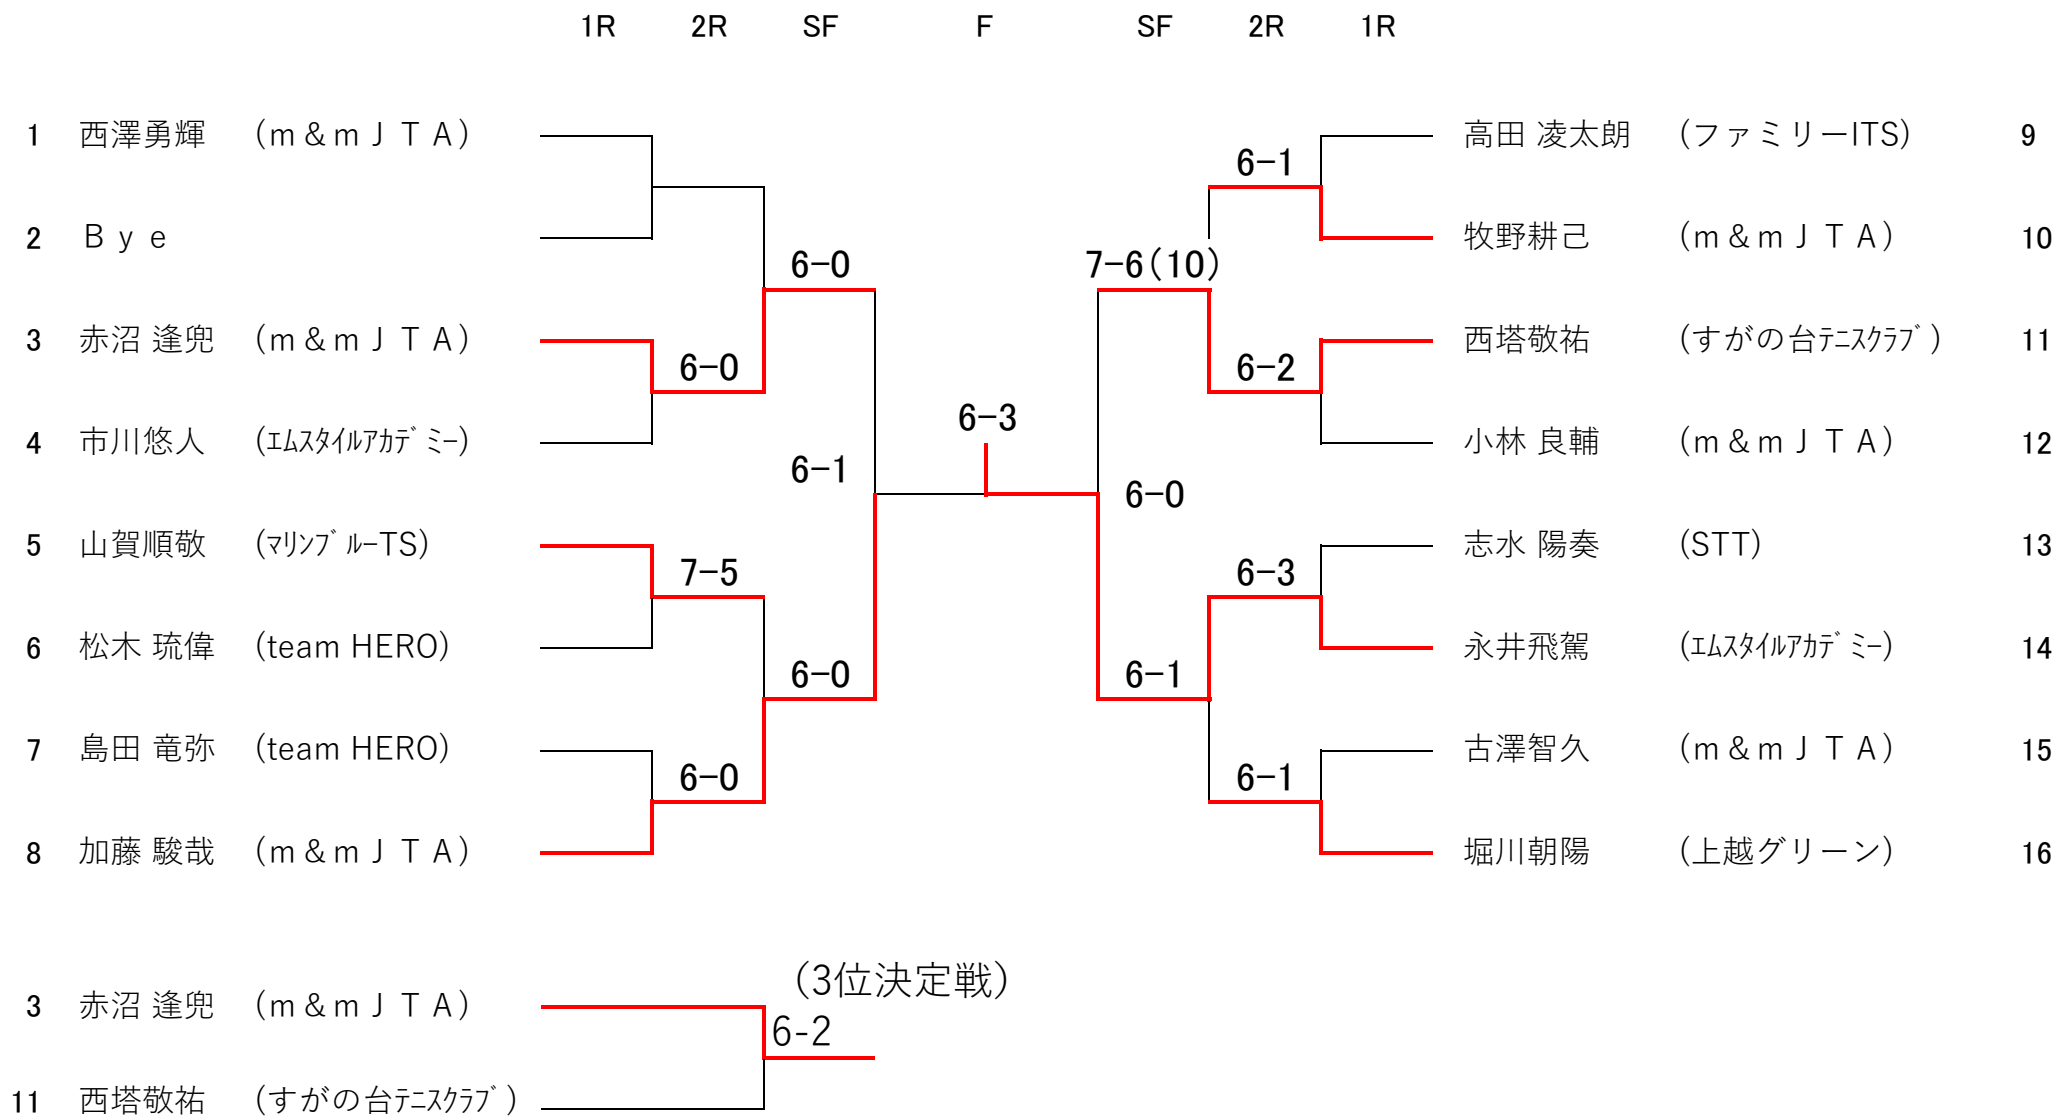 1R 2R SF F SF 2R 1R
1 西澤勇輝 (m&mJTA) 高田 凌太朗 (ファミリーITS) 9
6-1
2 Bye 牧野耕己 (m&mJTA) 10
6-0 7-6(10)
3 赤沼 逢兜 (m&mJTA) 西塔敬祐 (すがの台ﾃﾆｽｸﾗﾌﾞ) 11
6-0 6-2
6-3
4 市川悠人 (ｴﾑｽﾀｲﾙｱｶﾃﾞﾐｰ) 小林 良輔 (m&mJTA) 12
6-1 6-0
5 山賀順敬 (ﾏﾘﾝﾌﾞﾙｰTS) 志水 陽奏 (STT) 13
7-5 6-3
6 松木 琉偉 (team HERO) 永井飛駕 (ｴﾑｽﾀｲﾙｱｶﾃﾞﾐｰ) 14
6-0 6-1
7 島田 竜弥 (team HERO) 古澤智久 (m&mJTA) 15
6-0 6-1
8 加藤 駿哉 (m&mJTA) 堀川朝陽 (上越グリーン) 16
(3位決定戦)
3 赤沼 逢兜 (m&mJTA)
6-2
11 西塔敬祐 (すがの台ﾃﾆｽｸﾗﾌﾞ)